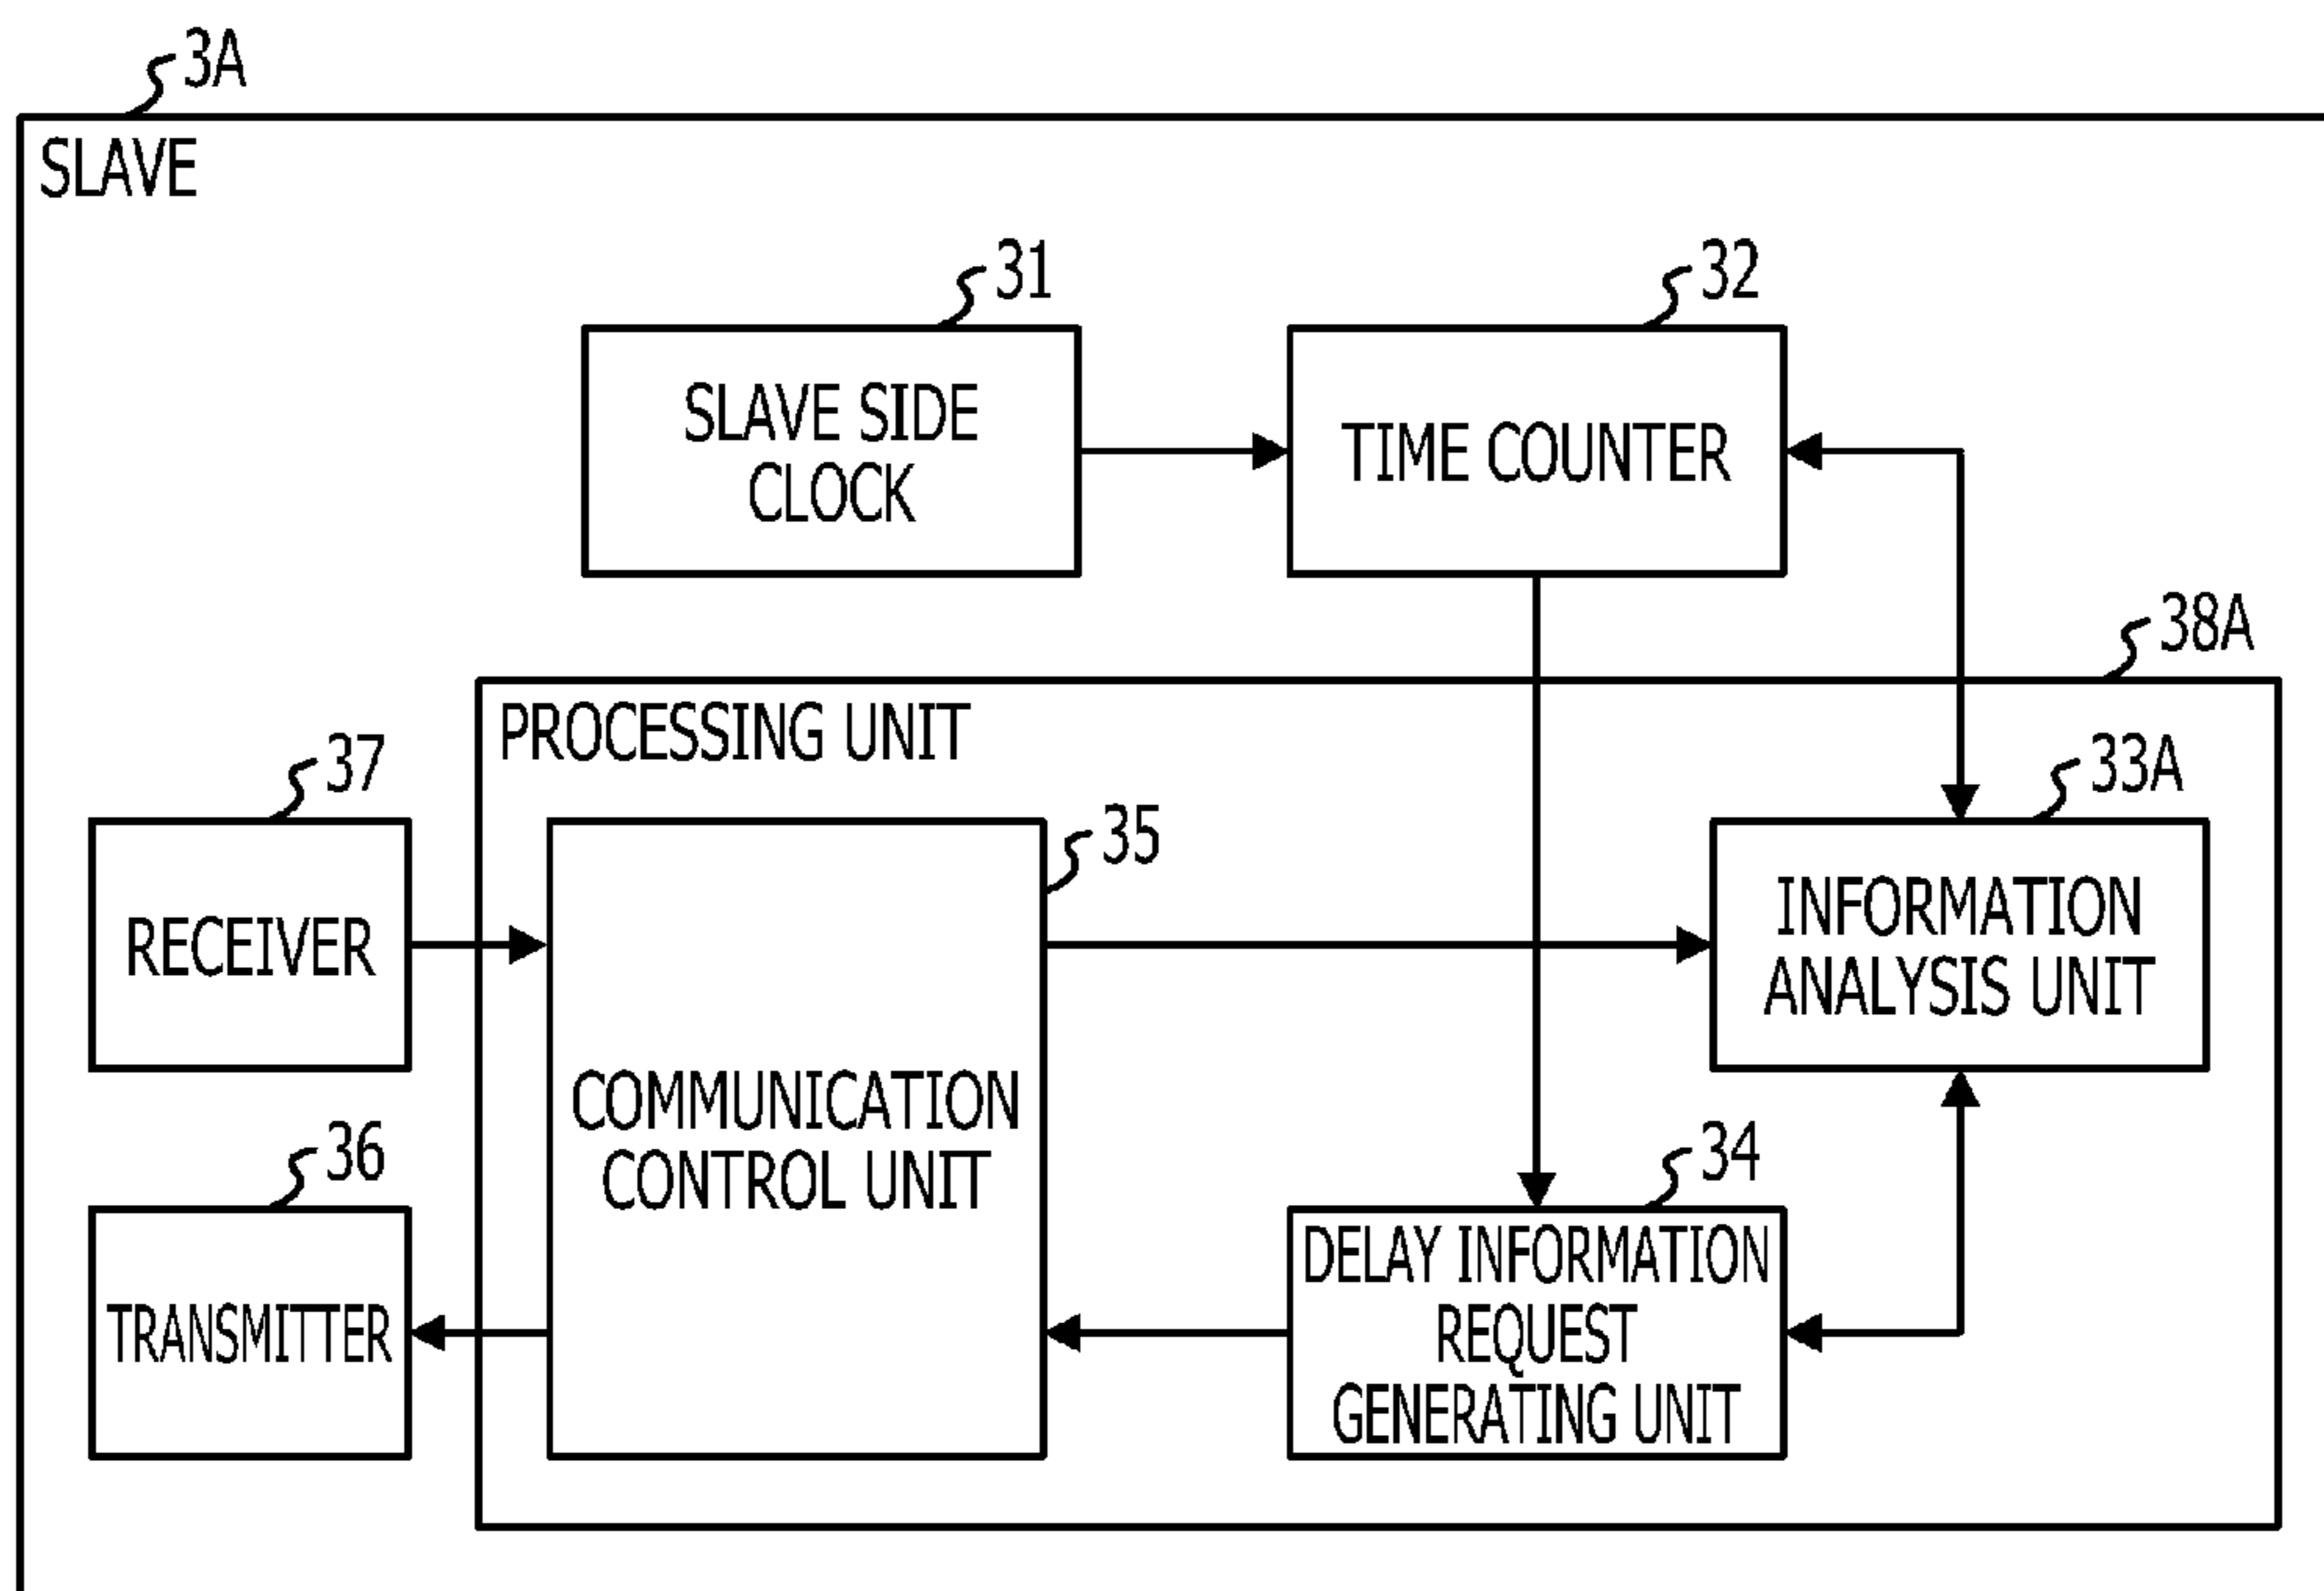 3A
SLAVE
31
32
SLAVE SIDE
CLOCK
TIME COUNTER
38A
PROCESSING UNIT
37
33A
35
RECEIVER
INFORMATION
ANALYSIS UNIT
COMMUNICATION
CONTROL UNIT
36
34
TRANSMITTER
DELAY INFORMATION
REQUEST
GENERATING UNIT